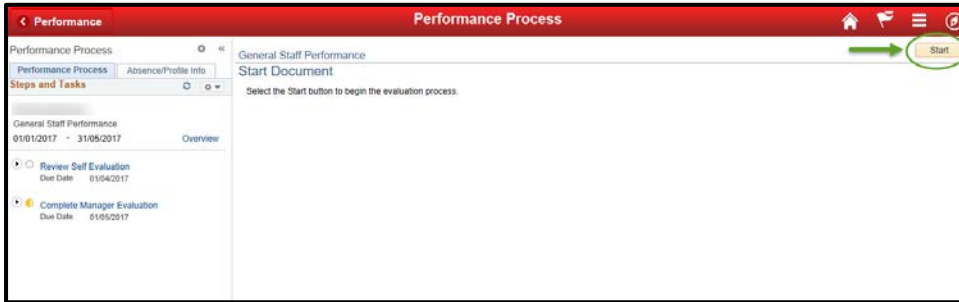 Performance
Performance Process
Performance Process
Performance Process Absence/Profile Info
Steps and Tasks
General Staff Performance
01/01/2017 - 31/05/2017 Overview
Review Self Evaluation
Due Date 01/04/2017
Complete Manager Evaluation
Due Date 01/05/2017
General Staff Performance
Start
Start Document
Select the Start button to begin the evaluation process.